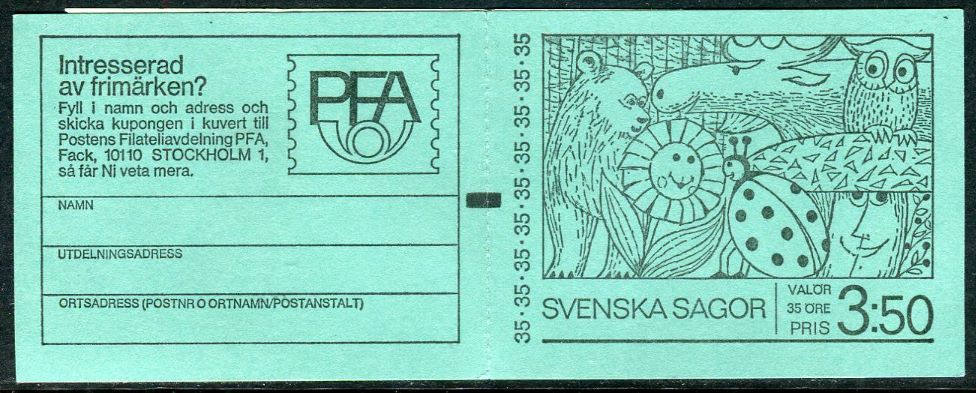 Intresserad
av frimärken?
Fyll i namn och adress och
skicka kupongen i kuvert till
Postens Filateliavdelning PFA,
Fack, 10110 STOCKHOLM 1,
så får Ni veta mera.
PFA
NAMN
UTDELNINGSADRESS
ORTSADRESS (POSTNR O ORTNAMN/POSTANSTALT)
35·35·35·35·35·35·35·35·35·35
SVENSKA SAGOR
VALÖR
35 ÖRE
PRIS
3:50